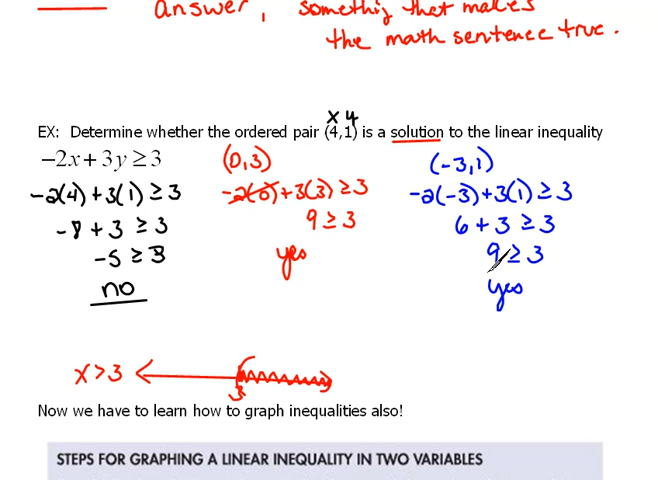 answer, something that makes
the math sentence true.
x y
EX: Determine whether the ordered pair (4,1) is a solution to the linear inequality
-2x + 3y ≥ 3
-2(4) + 3(1) ≥ 3
-8 + 3 ≥ 3
-5 ≥ 3
no
(0,3)
-2(0) + 3(3) ≥ 3
9 ≥ 3
yes
(-3,1)
-2(-3) + 3(1) ≥ 3
6 + 3 ≥ 3
9 ≥ 3
yes
x > 3
3
Now we have to learn how to graph inequalities also!
STEPS FOR GRAPHING A LINEAR INEQUALITY IN TWO VARIABLES